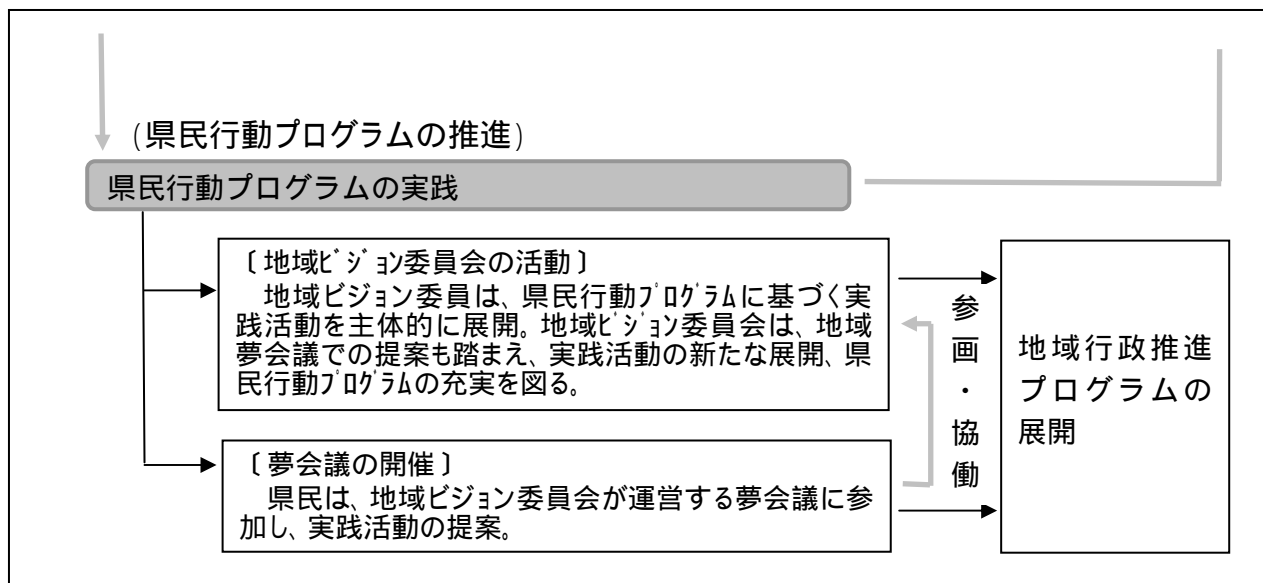 (県民行動プログラムの推進)
県民行動プログラムの実践
〔地域ﾋﾞｼﾞｮﾝ委員会の活動〕
地域ビジョン委員は、県民行動ﾌﾟﾛｸﾞﾗﾑに基づく実
践活動を主体的に展開。地域ﾋﾞｼﾞｮﾝ委員会は、地域
夢会議での提案も踏まえ、実践活動の新たな展開、県
民行動ﾌﾟﾛｸﾞﾗﾑの充実を図る。
〔夢会議の開催〕
県民は、地域ビジョン委員会が運営する夢会議に参
加し、実践活動の提案。
参画・協働
地域行政推進
プログラムの
展開